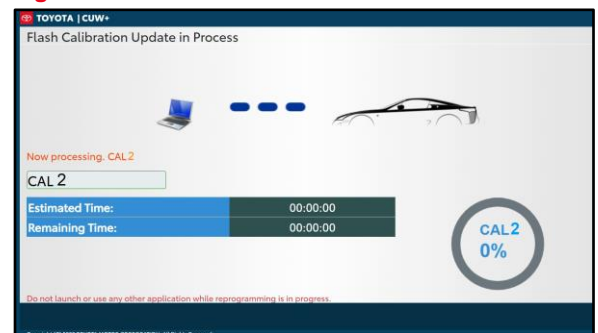 TOYOTA | CUW+
Flash Calibration Update in Process
Now processing. CAL2
CAL 2
Estimated Time: 00:00:00
Remaining Time: 00:00:00
CAL2
0%
Do not launch or use any other application while reprogramming is in progress.